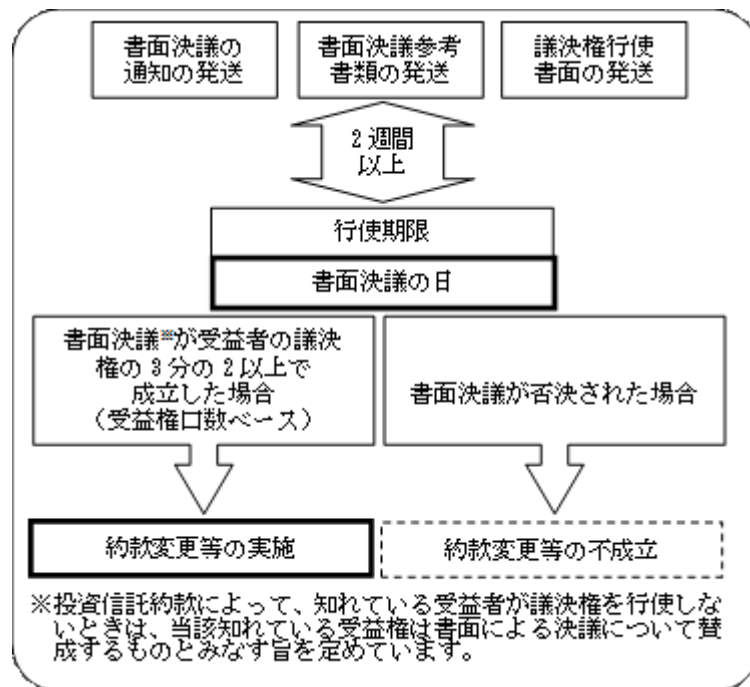 書面決議の
通知の発送
書面決議参考
書類の発送
議決権行使
書面の発送
2週間
以上
行使期限
書面決議の日
書面決議※が受益者の議決
権の3分の2以上で
成立した場合
(受益権口数ベース)
書面決議が否決された場合
約款変更等の実施
約款変更等の不成立
※投資信託約款によって、知れている受益者が議決権を行使しな
いときは、当該知れている受益権は書面による決議について賛
成するものとみなす旨を定めています。